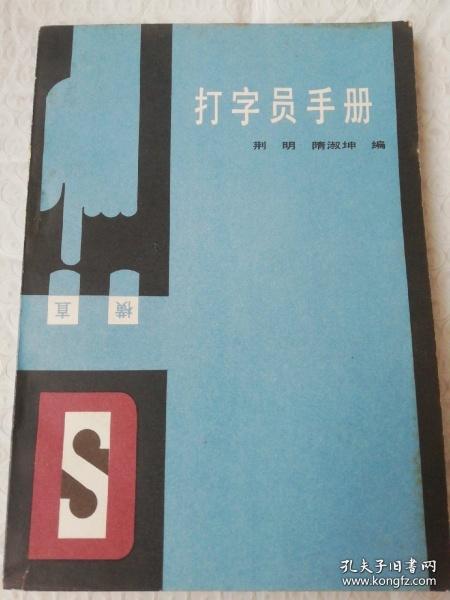 打字员手册
荆 明 隋淑坤 编
直 横
S
孔夫子旧书网
www.kongfz.com